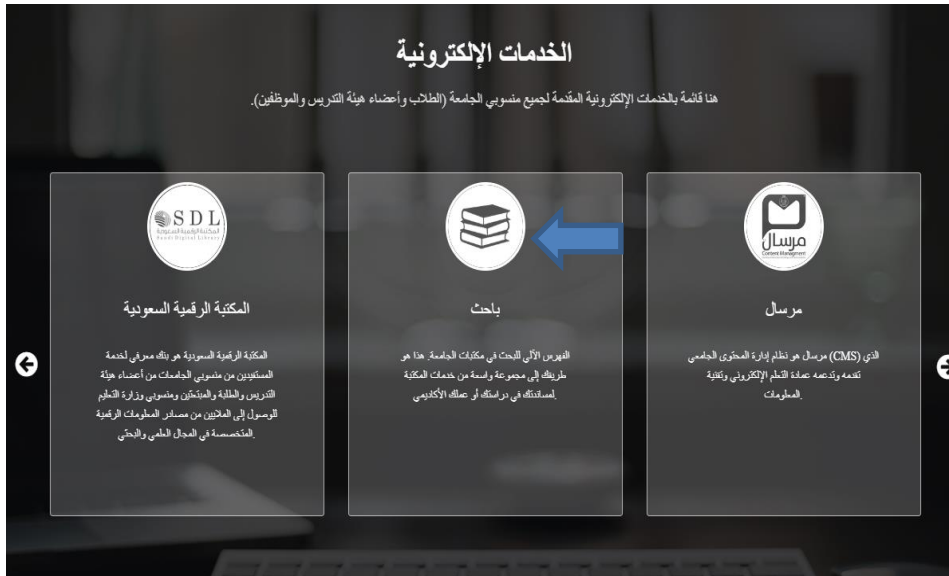 الخدمات الإلكترونية
هنا قائمة بالخدمات الإلكترونية المقدمة لجميع منسوبي الجامعة (الطلاب وأعضاء هيئة التدريس والموظفين).
مرسال
Content Managment
مرسال
الذي (CMS) مرسال هو نظام إدارة المحتوى الجامعي
تقدمه وتدعمه عمادة التعلم الإلكتروني وتقنية
.المعلومات
باحث
الفهرس الآلي للبحث في مكتبات الجامعة. هذا هو
طريقك إلى مجموعة واسعة من خدمات المكتبة
.لمساندتك في دراستك أو عملك الأكاديمي
SDL
المكتبة الرقمية السعودية
Saudi Digital Library
المكتبة الرقمية السعودية
المكتبة الرقمية السعودية هو بنك معرفي لخدمة
المستفيدين من منسوبي الجامعات من أعضاء هيئة
التدريس والطلبة والمبتعثين ومنسوبي وزارة التعليم
للوصول إلى الملايين من مصادر المعلومات الرقمية
.المتخصصة في المجال العلمي والبحثي